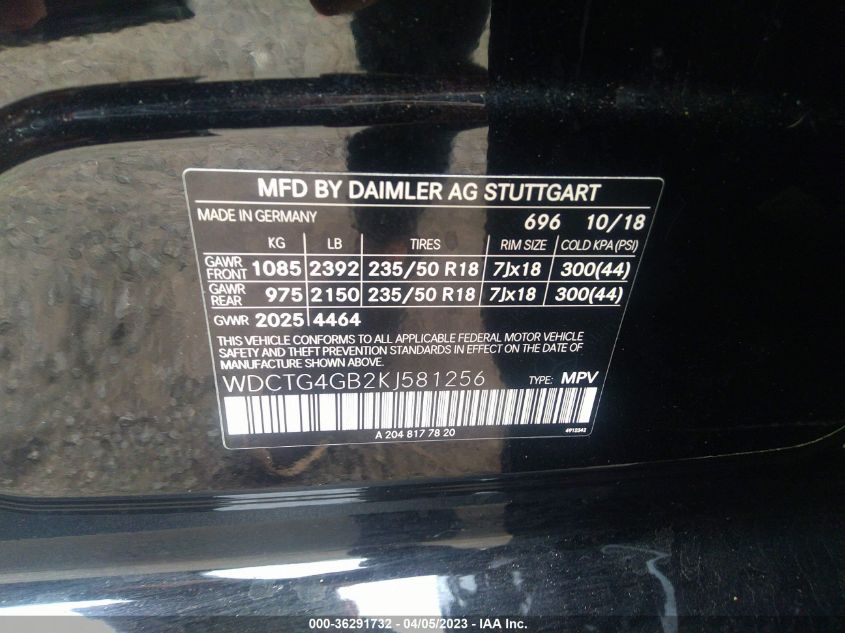 MFD BY DAIMLER AG STUTTGART
MADE IN GERMANY 696 10/18
KG LB TIRES RIM SIZE COLD KPA (PSI)
GAWR FRONT 1085 2392 235/50 R18 7Jx18 300(44)
GAWR REAR 975 2150 235/50 R18 7Jx18 300(44)
GVWR 2025 4464
THIS VEHICLE CONFORMS TO ALL APPLICABLE FEDERAL MOTOR VEHICLE
SAFETY AND THEFT PREVENTION STANDARDS IN EFFECT ON THE DATE OF
MANUFACTURE SHOWN ABOVE.
WDCTG4GB2KJ581256 TYPE: MPV
A 204 817 78 20
000-36291732 - 04/05/2023 - IAA Inc.